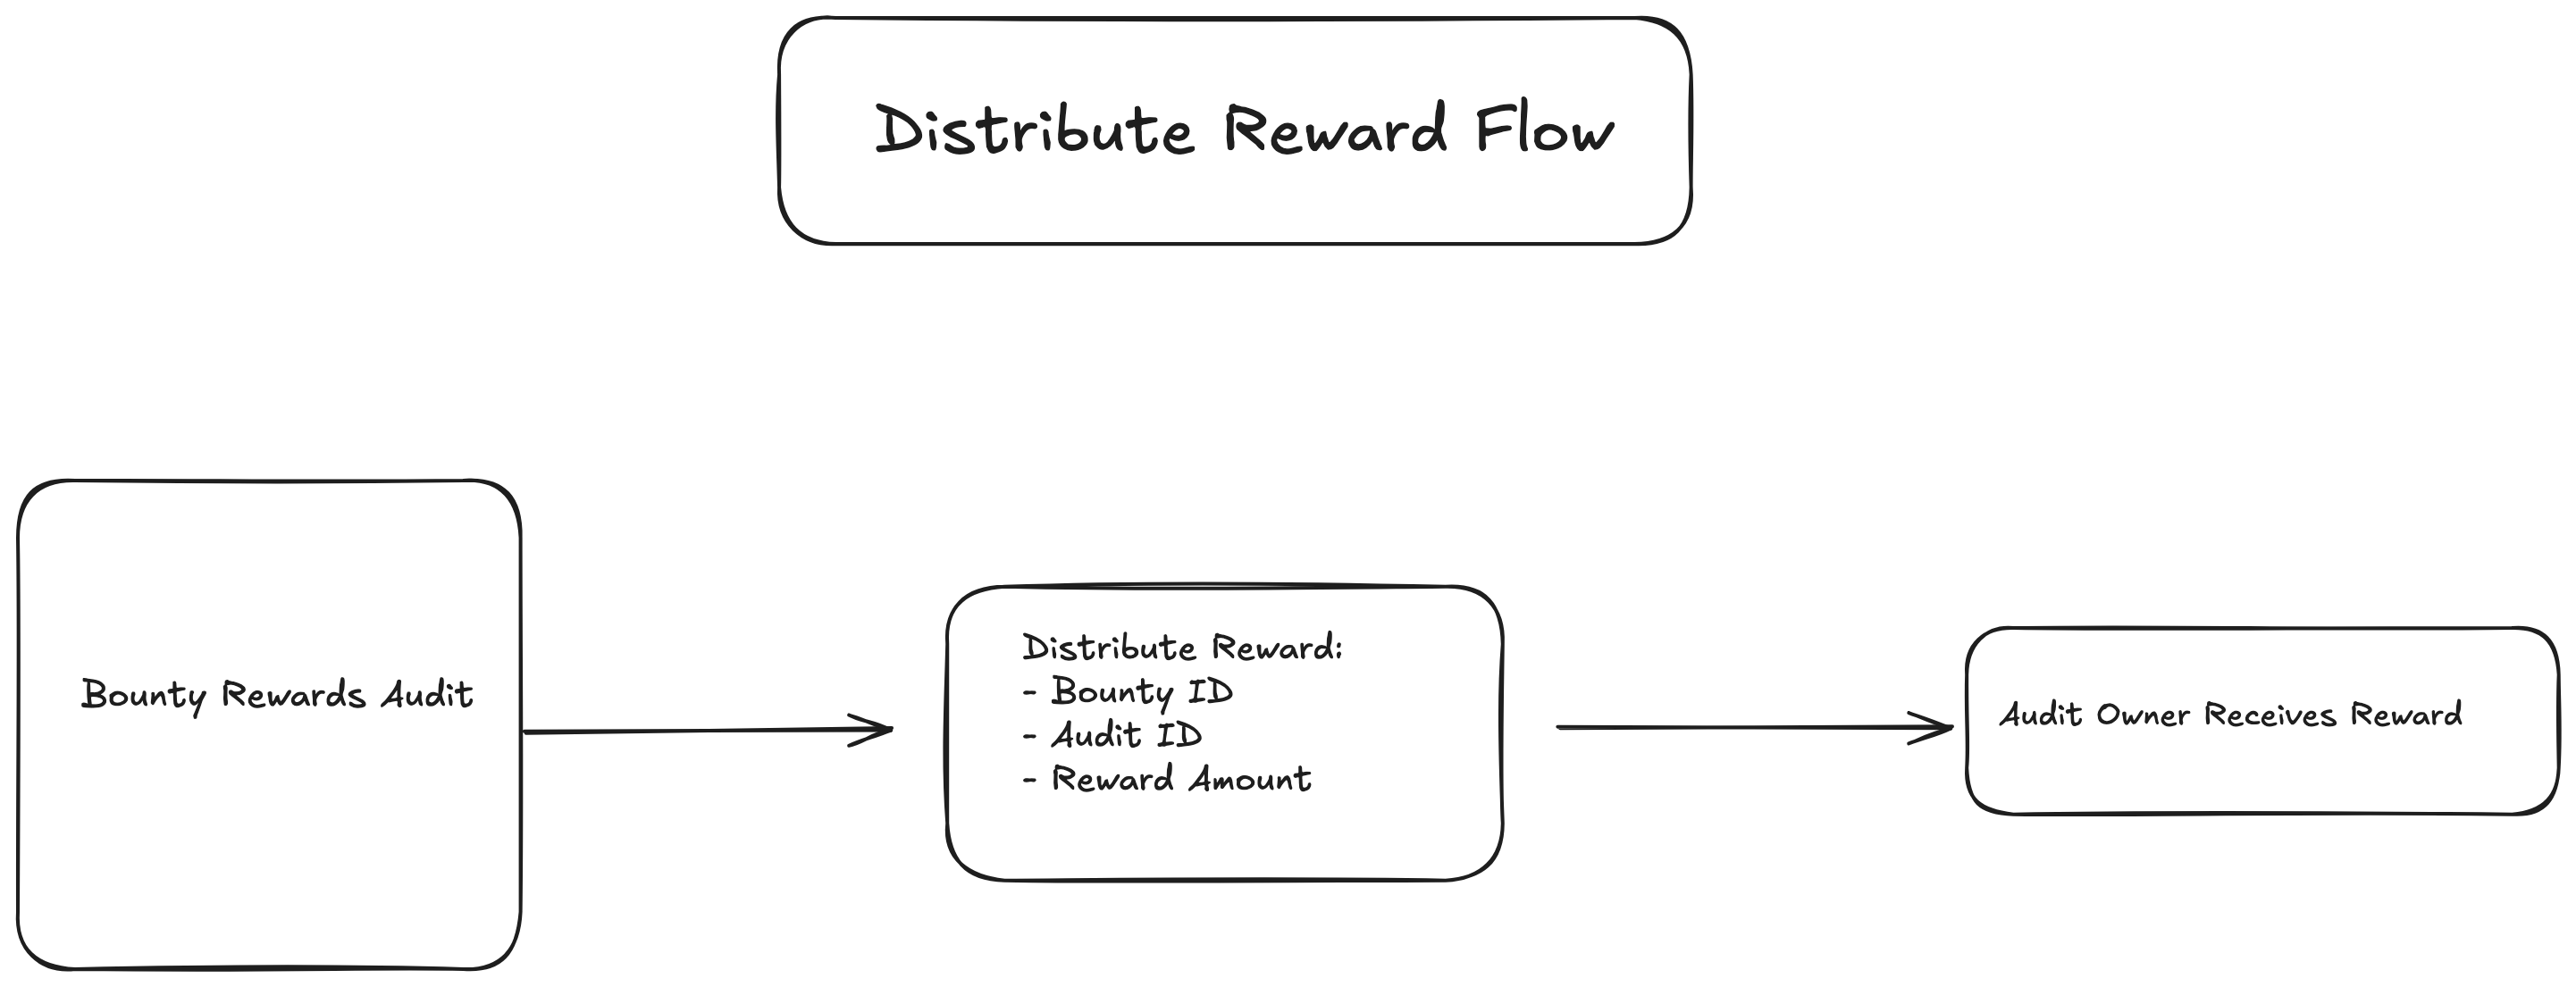 Distribute Reward Flow
Bounty Rewards Audit
Distribute Reward:
- Bounty ID
- Audit ID
- Reward Amount
Audit Owner Receives Reward